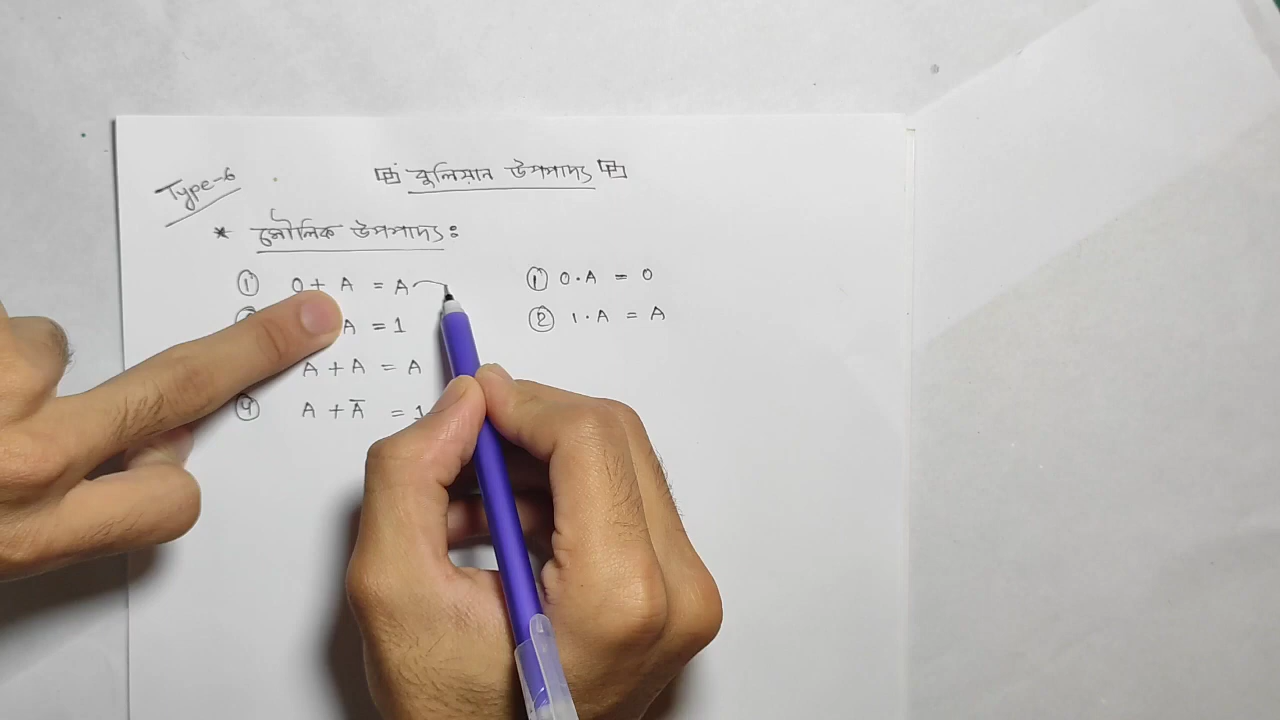 Type-6
বুলিয়ান উপপাদ্য
* মৌলিক উপপাদ্য :
① 0 + A = A
A = 1
A + A = A
④ A + Ā = 1
① 0 . A = 0
② 1 . A = A